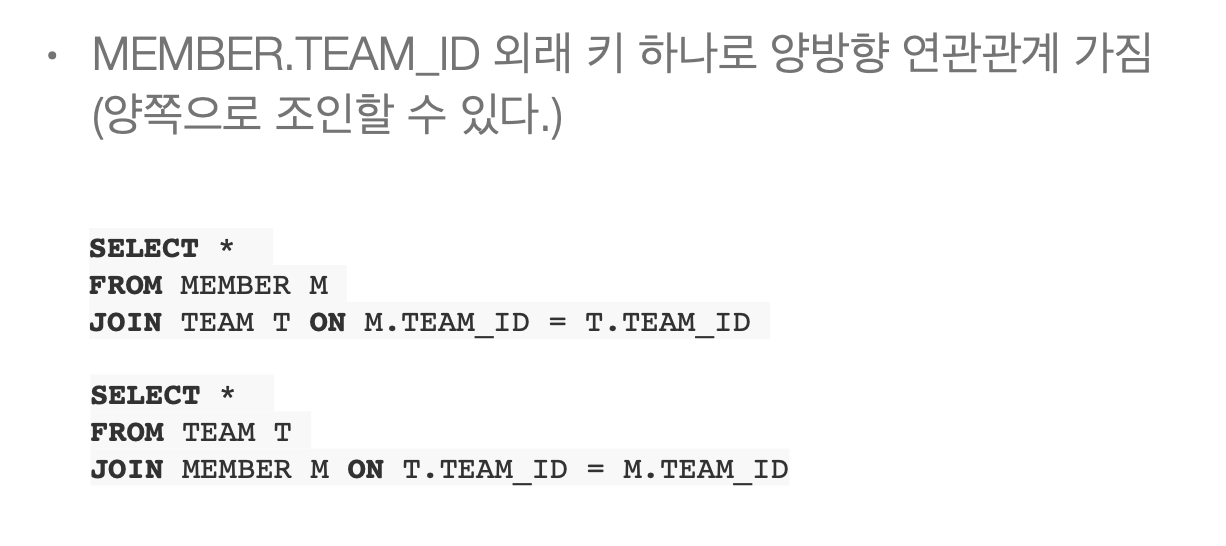 • MEMBER.TEAM_ID 외래 키 하나로 양방향 연관관계 가짐
(양쪽으로 조인할 수 있다.)
SELECT *
FROM MEMBER M
JOIN TEAM T ON M.TEAM_ID = T.TEAM_ID
SELECT *
FROM TEAM T
JOIN MEMBER M ON T.TEAM_ID = M.TEAM_ID